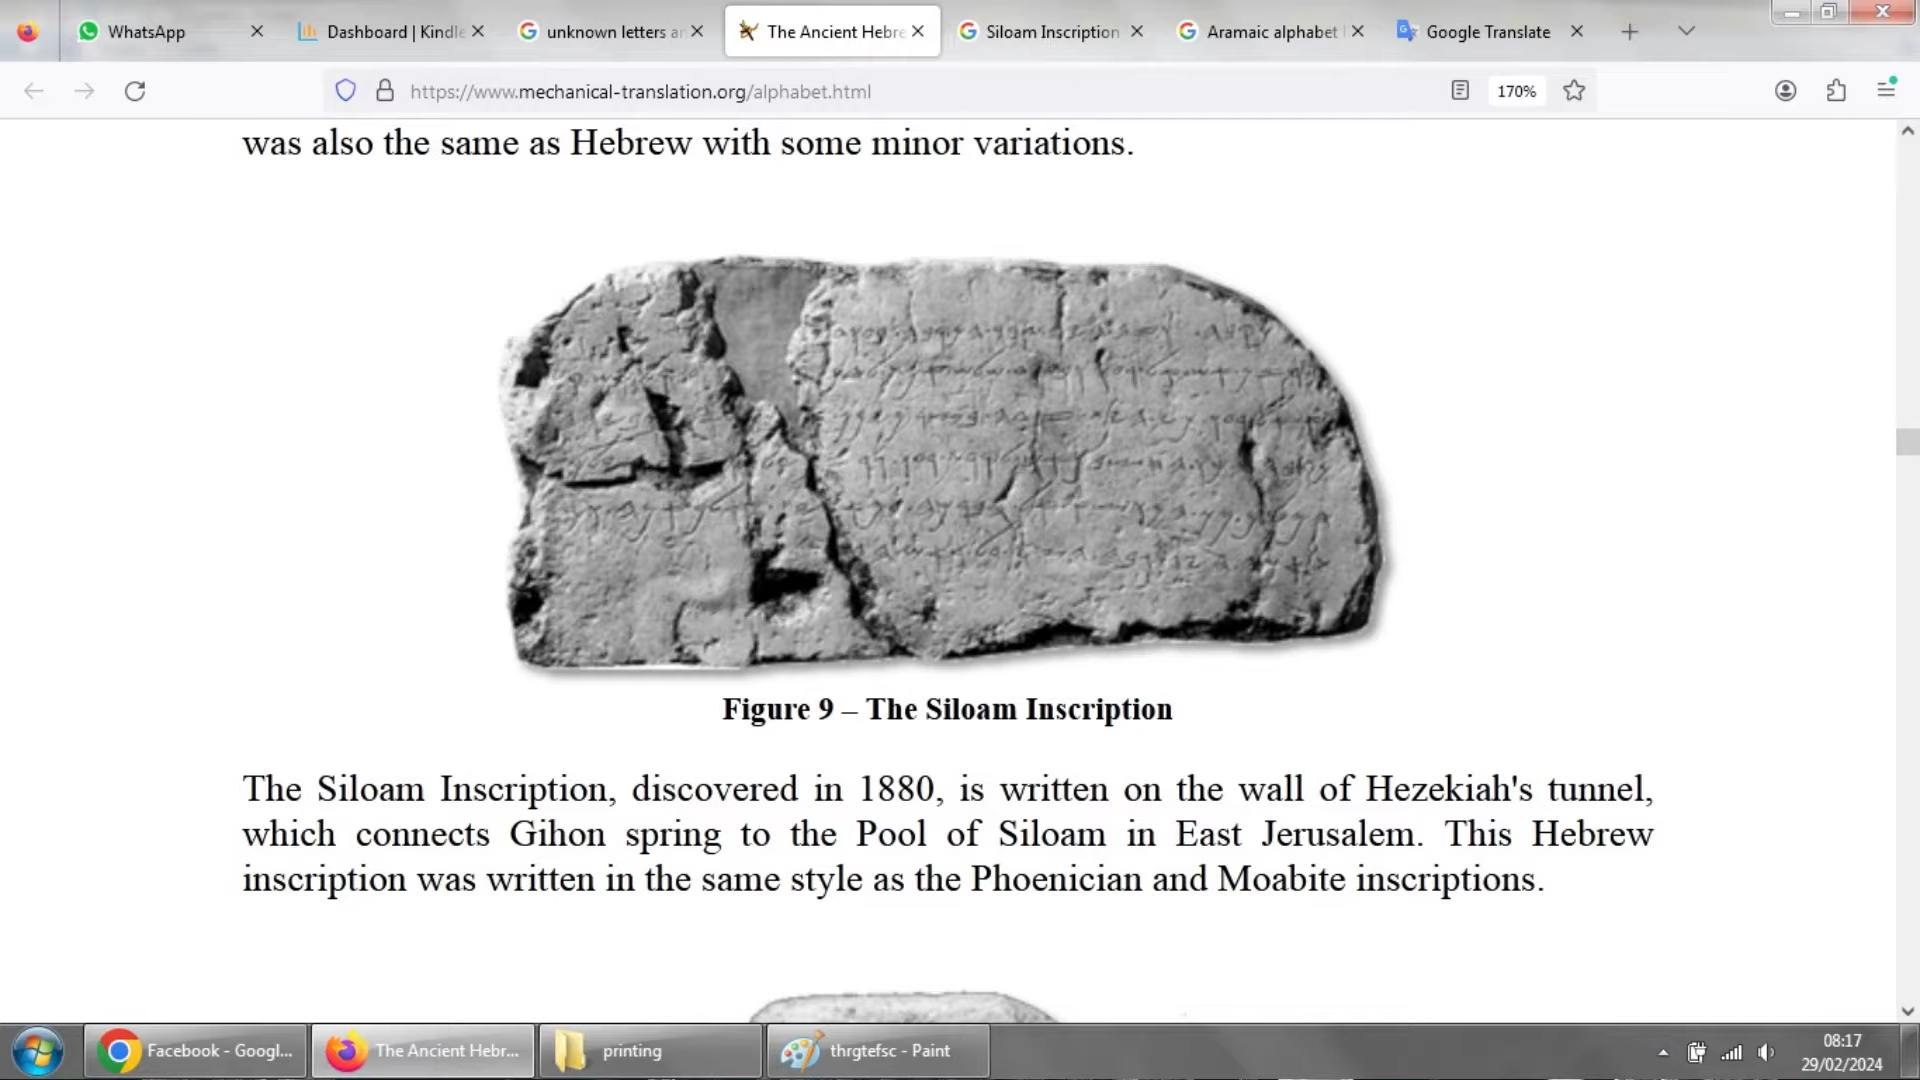 WhatsApp
Dashboard | Kindle
unknown letters a
The Ancient Hebre
Siloam Inscription
Aramaic alphabet
Google Translate
https://www.mechanical-translation.org/alphabet.html
170%
was also the same as Hebrew with some minor variations.
Figure 9 – The Siloam Inscription
The Siloam Inscription, discovered in 1880, is written on the wall of Hezekiah's tunnel,
which connects Gihon spring to the Pool of Siloam in East Jerusalem. This Hebrew
inscription was written in the same style as the Phoenician and Moabite inscriptions.
Facebook - Googl...
The Ancient Hebr...
printing
thrgtefsc - Paint
08:17
29/02/2024